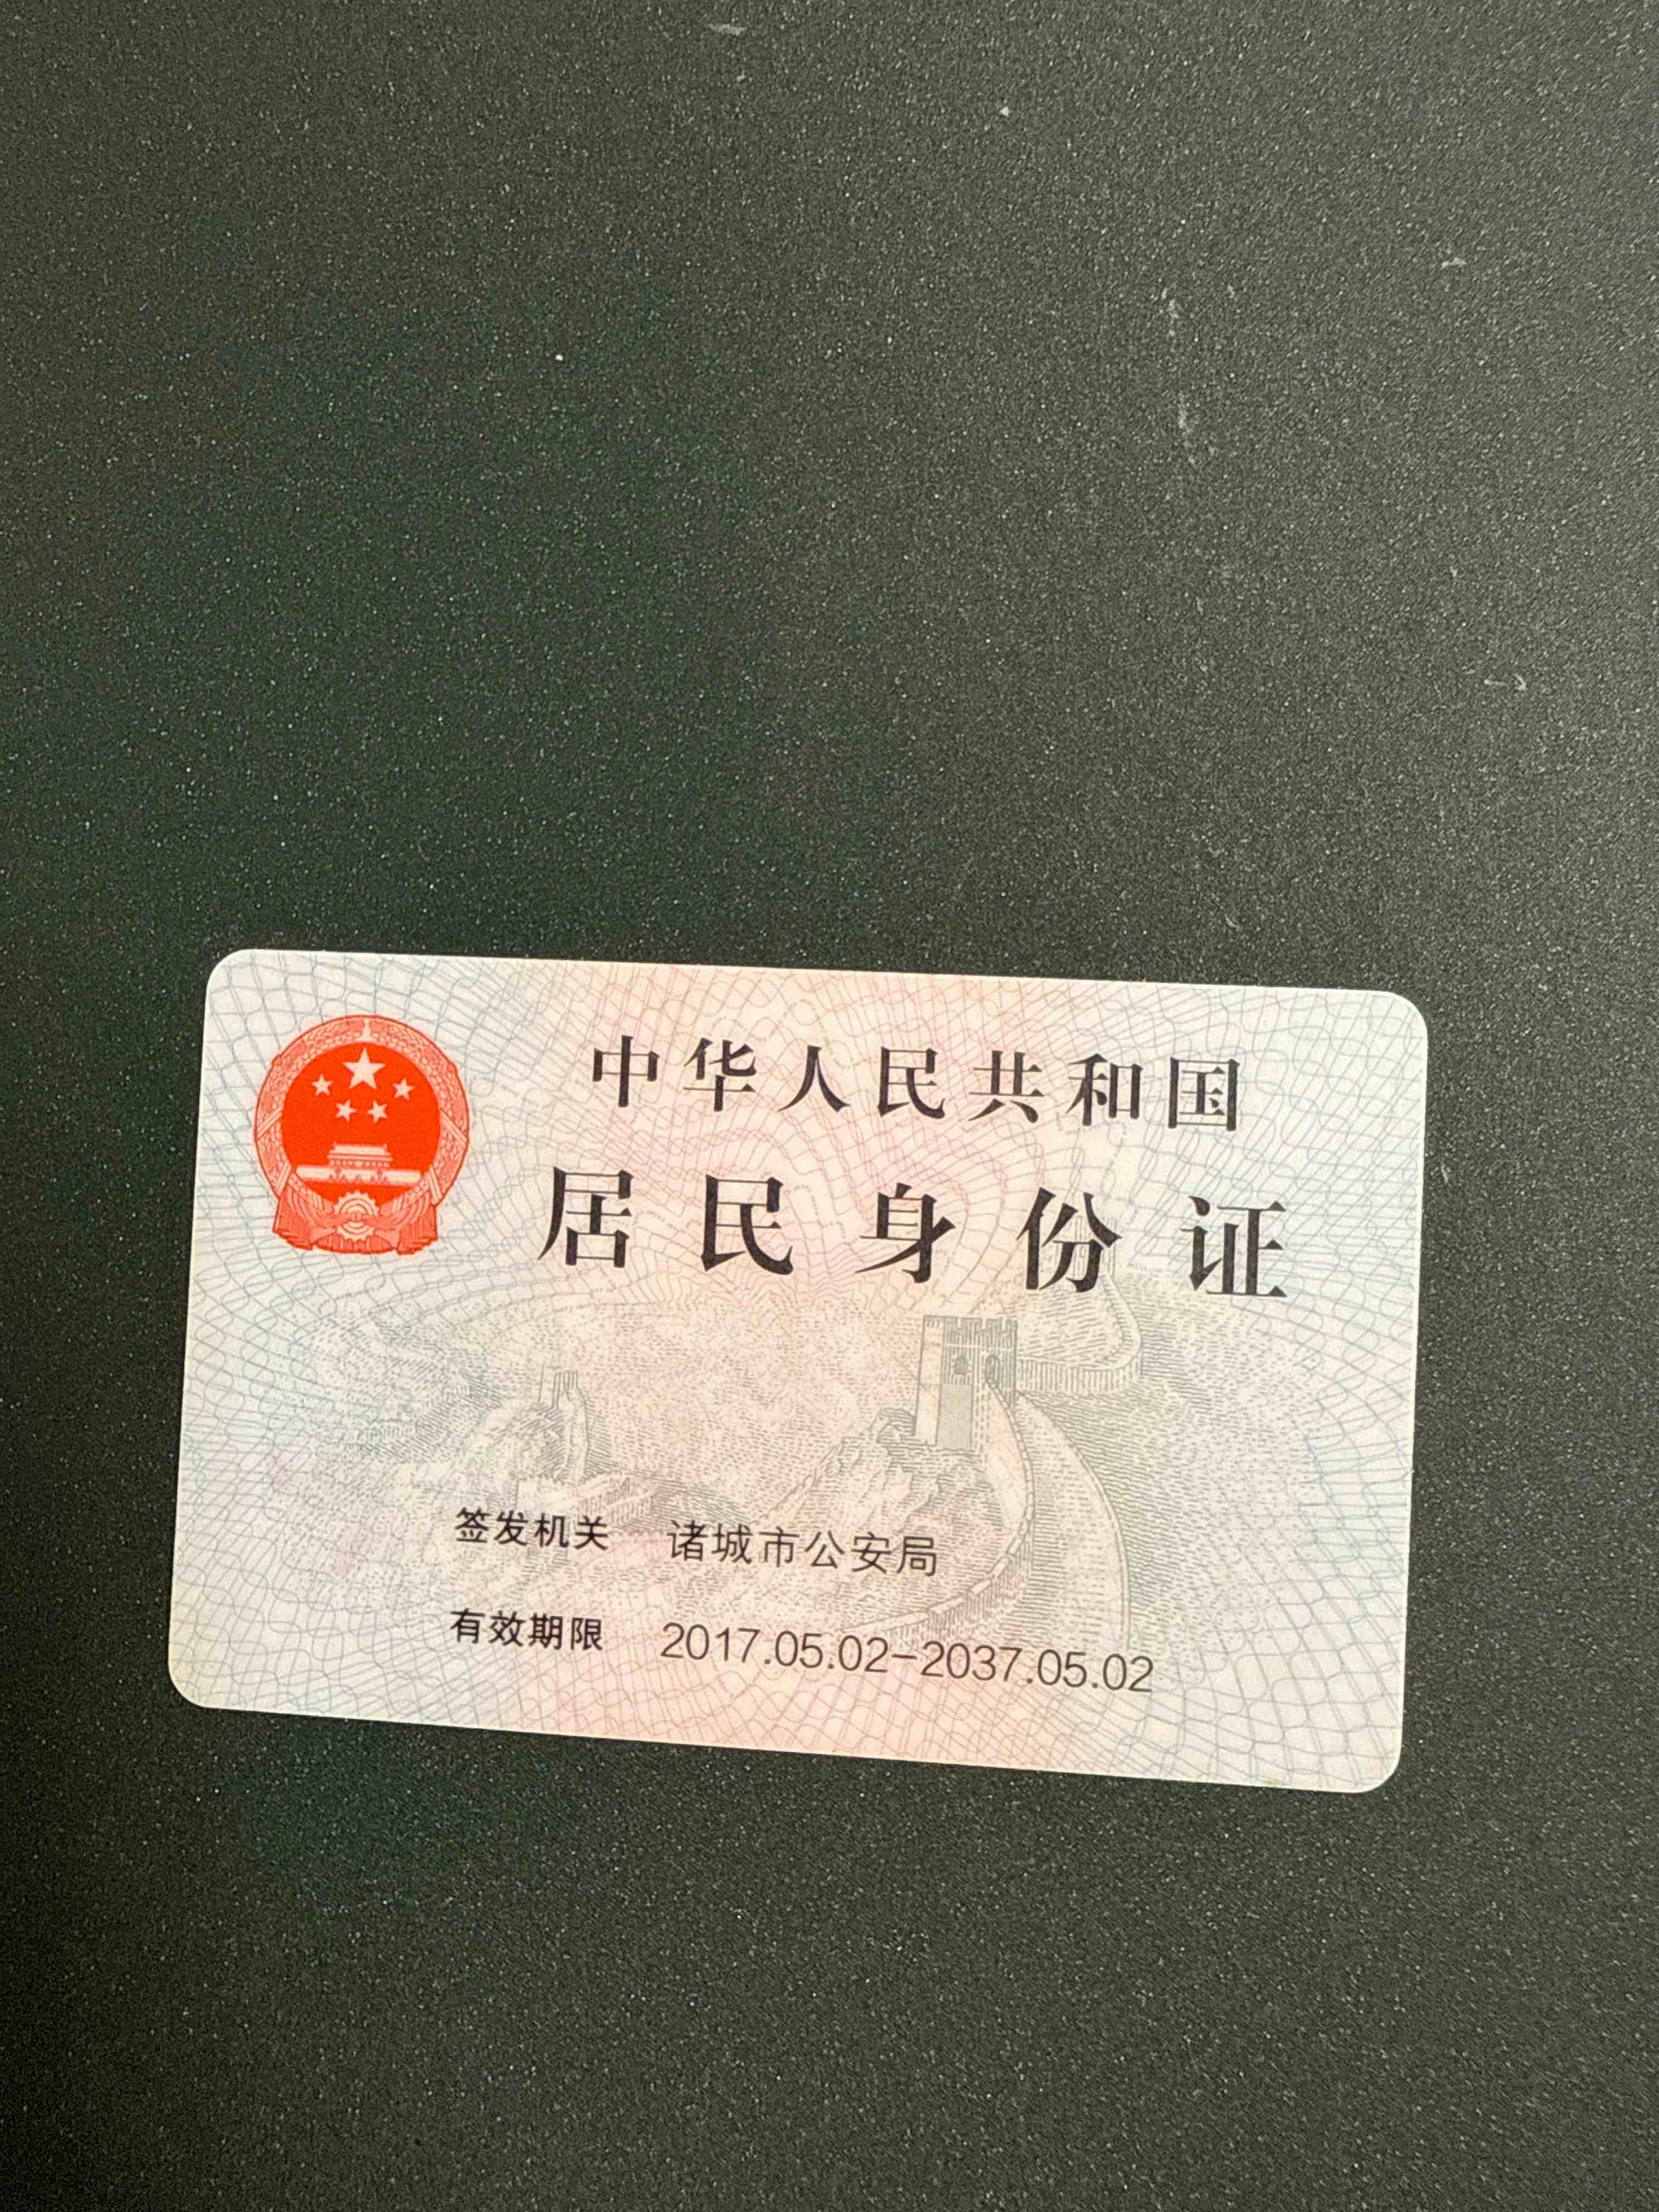 中华人民共和国
居民身份证
签发机关 诸城市公安局
有效期限 2017.05.02-2037.05.02